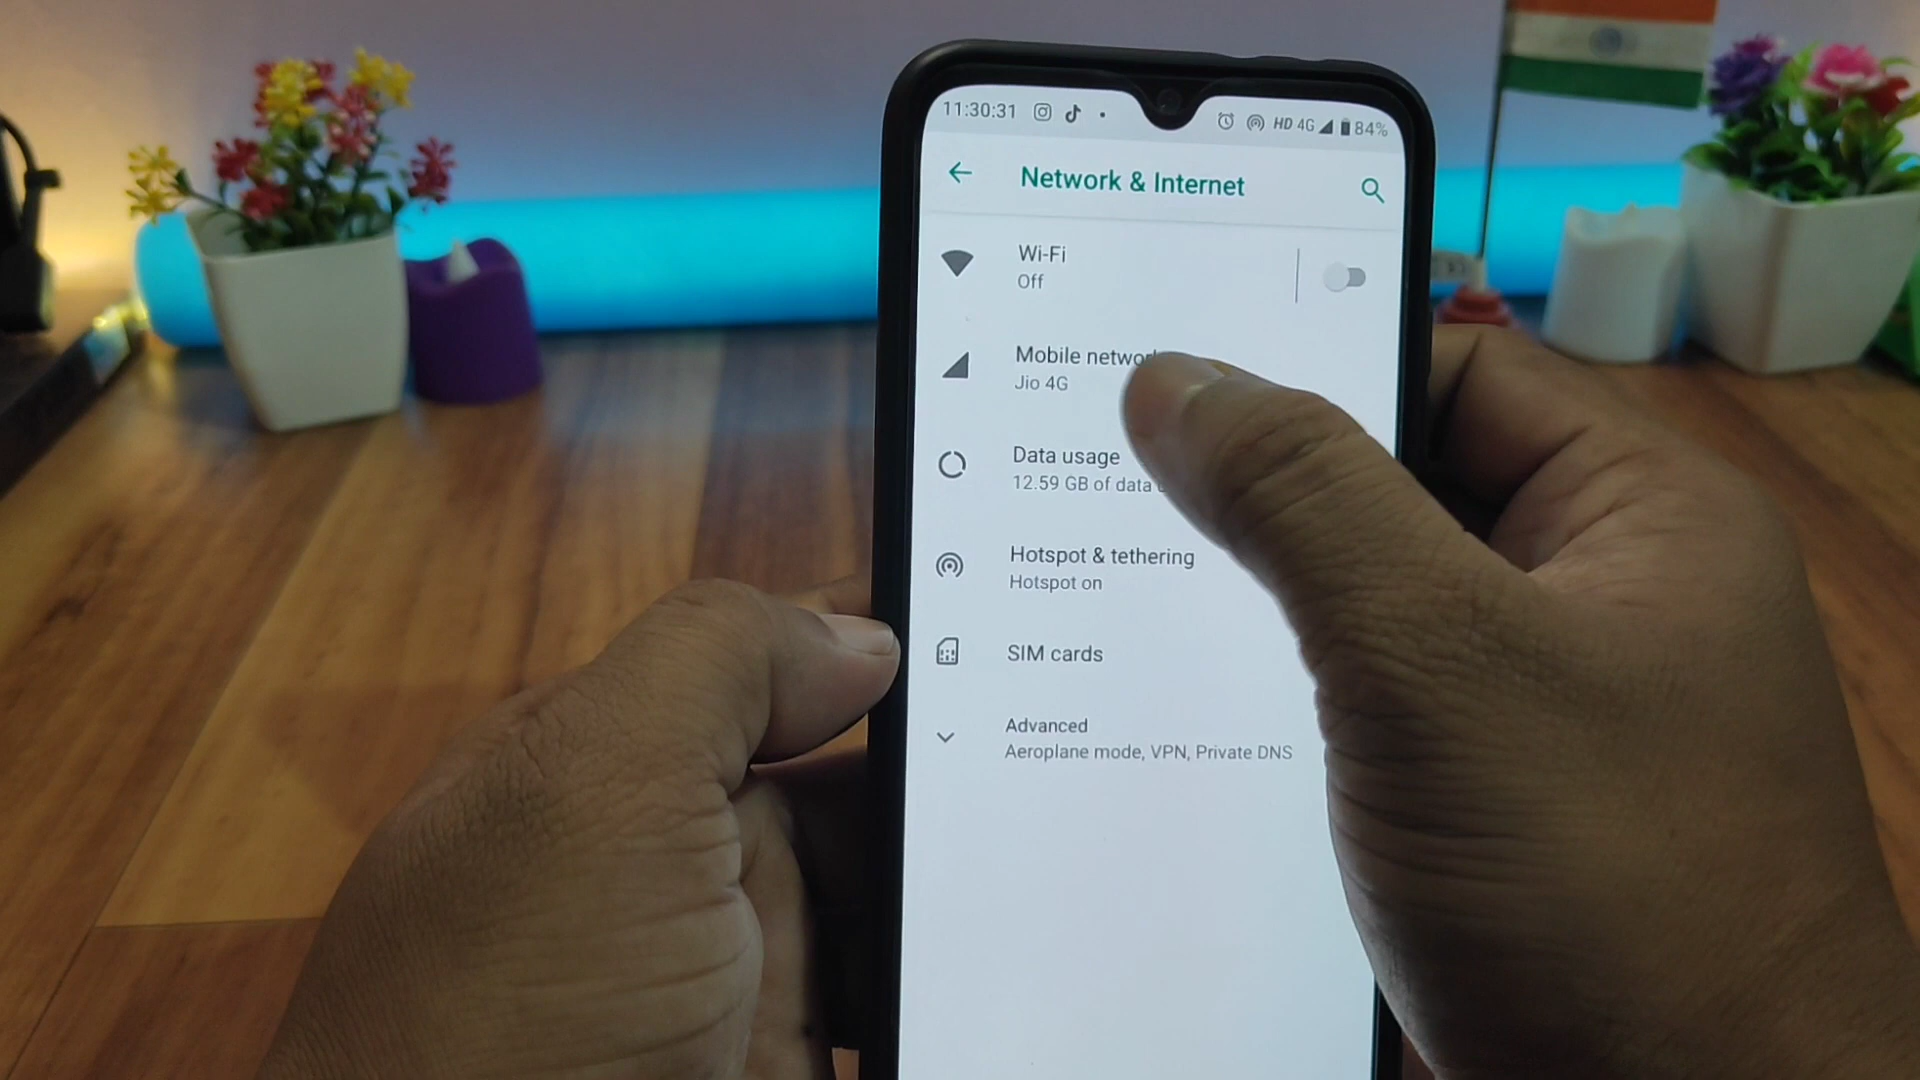 11:30:31 HD 4G 84%
Network & Internet
Wi-Fi
Off
Mobile
Jio 4G
Data usage
12.59 GB of data
Hotspot & tethering
Hotspot on
SIM cards
Advanced
Aeroplane mode, VPN, Private DNS